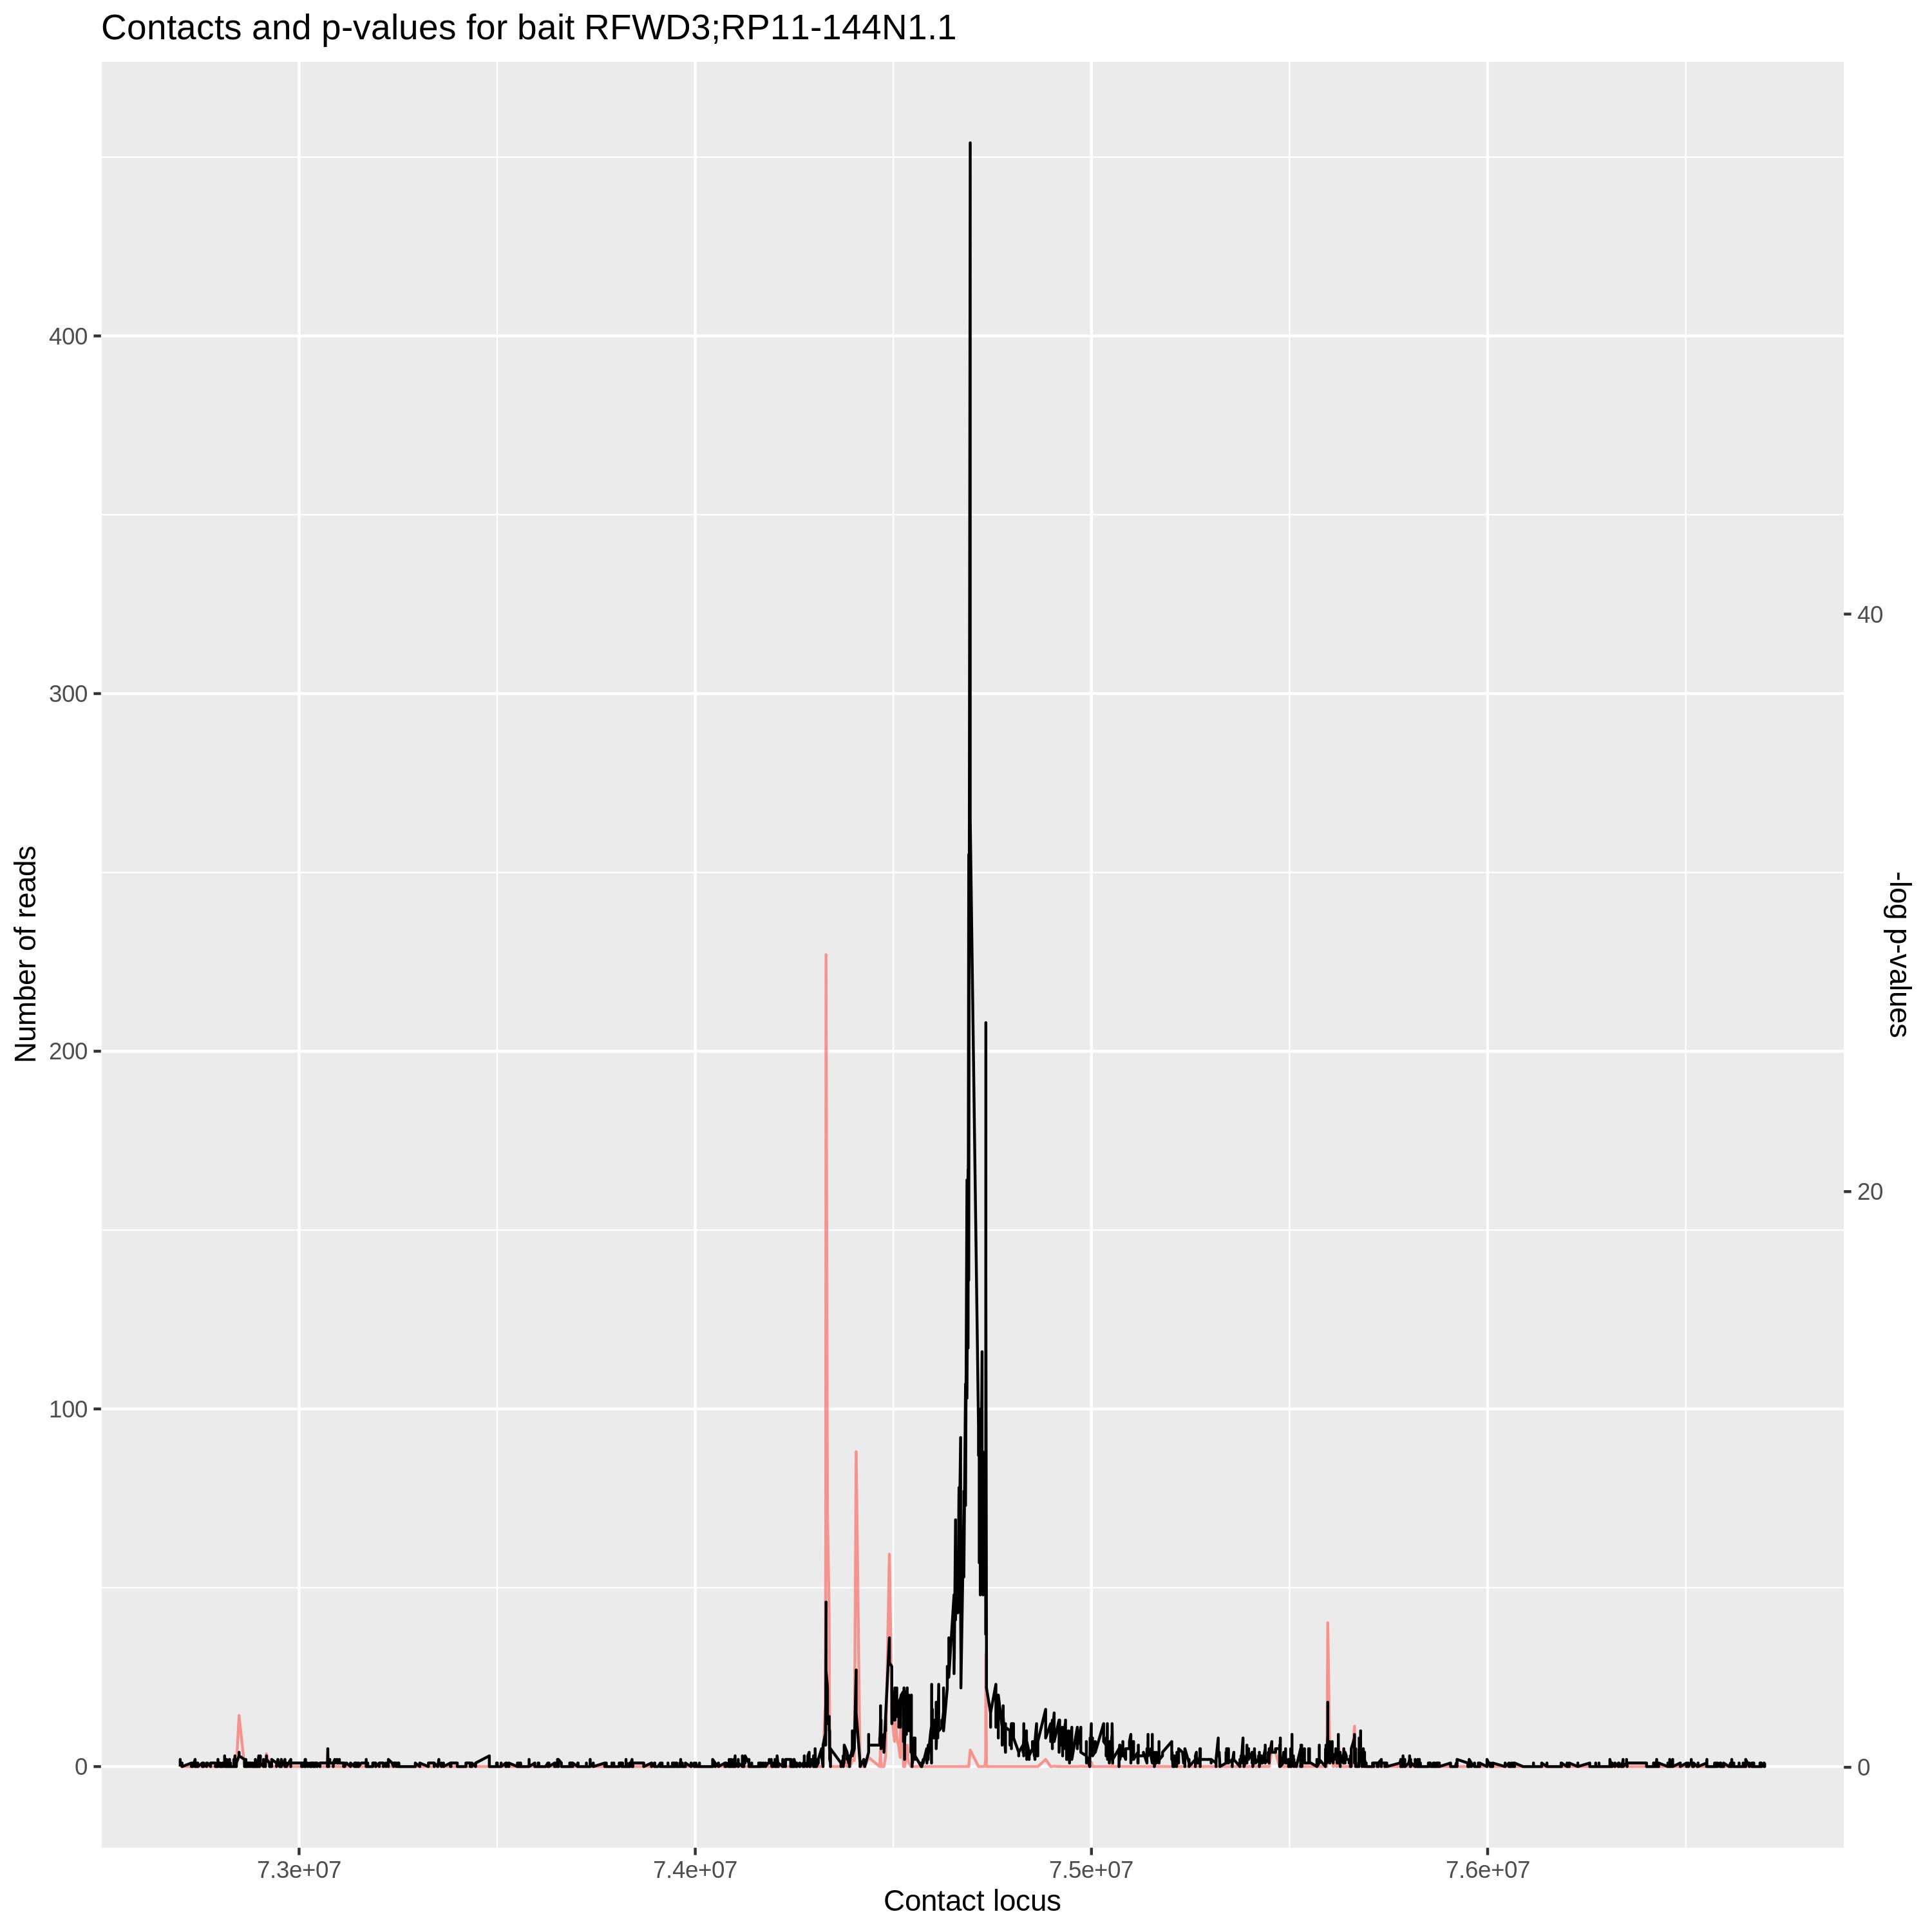 Contacts and p-values for bait RFWD3;RP11-144N1.1
400
300
200
100
0
Number of reads
40
20
0
-log p-values
7.3e+07
7.4e+07
7.5e+07
7.6e+07
Contact locus